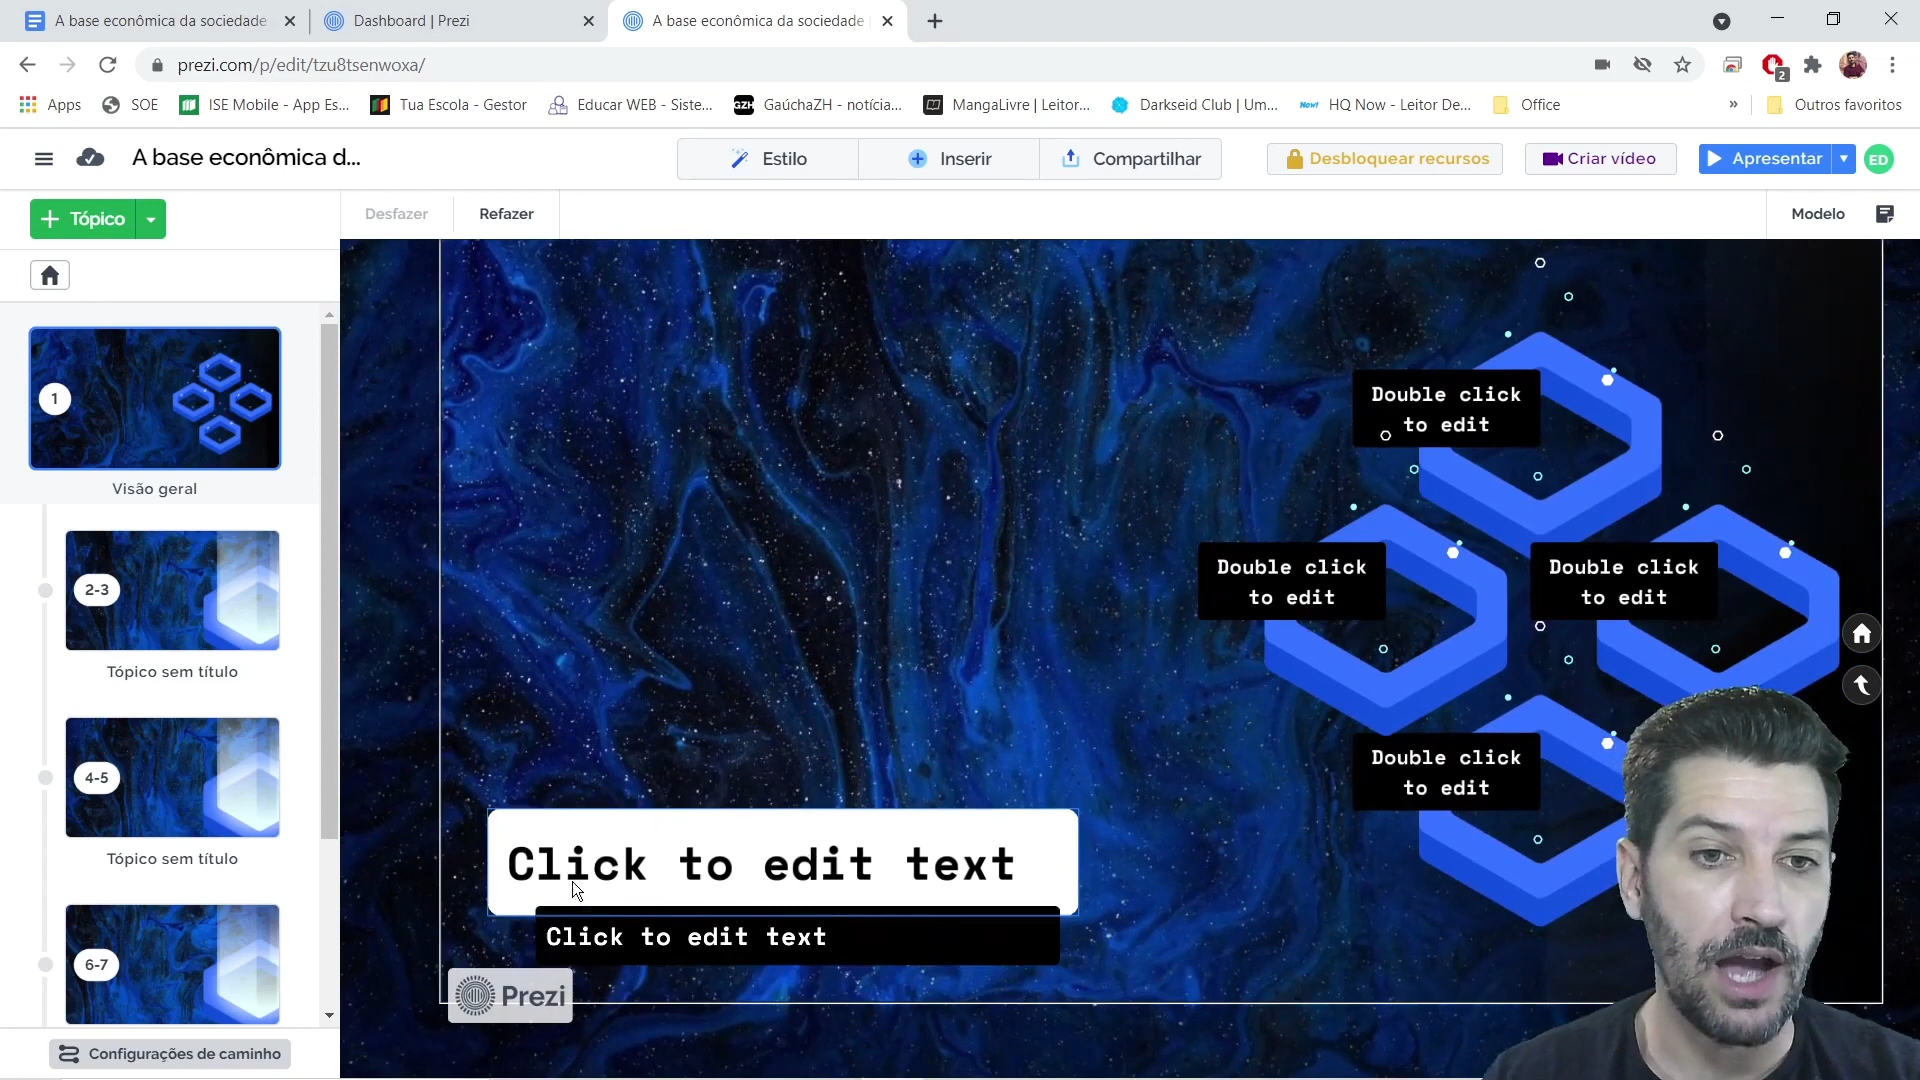 A base econômica da sociedade
Dashboard | Prezi
A base econômica da sociedade
prezi.com/p/edit/tzu8tsenwoxa/
2
Apps
SOE
ISE Mobile - App Es...
Tua Escola - Gestor
Educar WEB - Siste...
GZH
GaúchaZH - notícia...
MangaLivre | Leitor...
Darkseid Club | Um...
Now!
HQ Now - Leitor De...
Office
»
Outros favoritos
A base econômica d...
Estilo
Inserir
Compartilhar
Desbloquear recursos
Criar vídeo
Apresentar
ED
Tópico
Desfazer
Refazer
Modelo
1
Visão geral
2-3
Tópico sem título
4-5
Tópico sem título
6-7
Configurações de caminho
Double click
to edit
Double click
to edit
Double click
to edit
Double click
to edit
Click to edit text
Click to edit text
Prezi